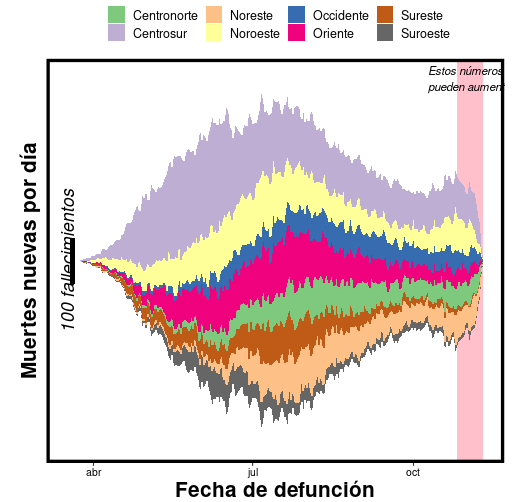 Centronorte Noreste Occidente Sureste
Centrosur Noroeste Oriente Suroeste
Estos números
pueden aument
Muertes nuevas por día
100 fallecimientos
abr jul oct
Fecha de defunción